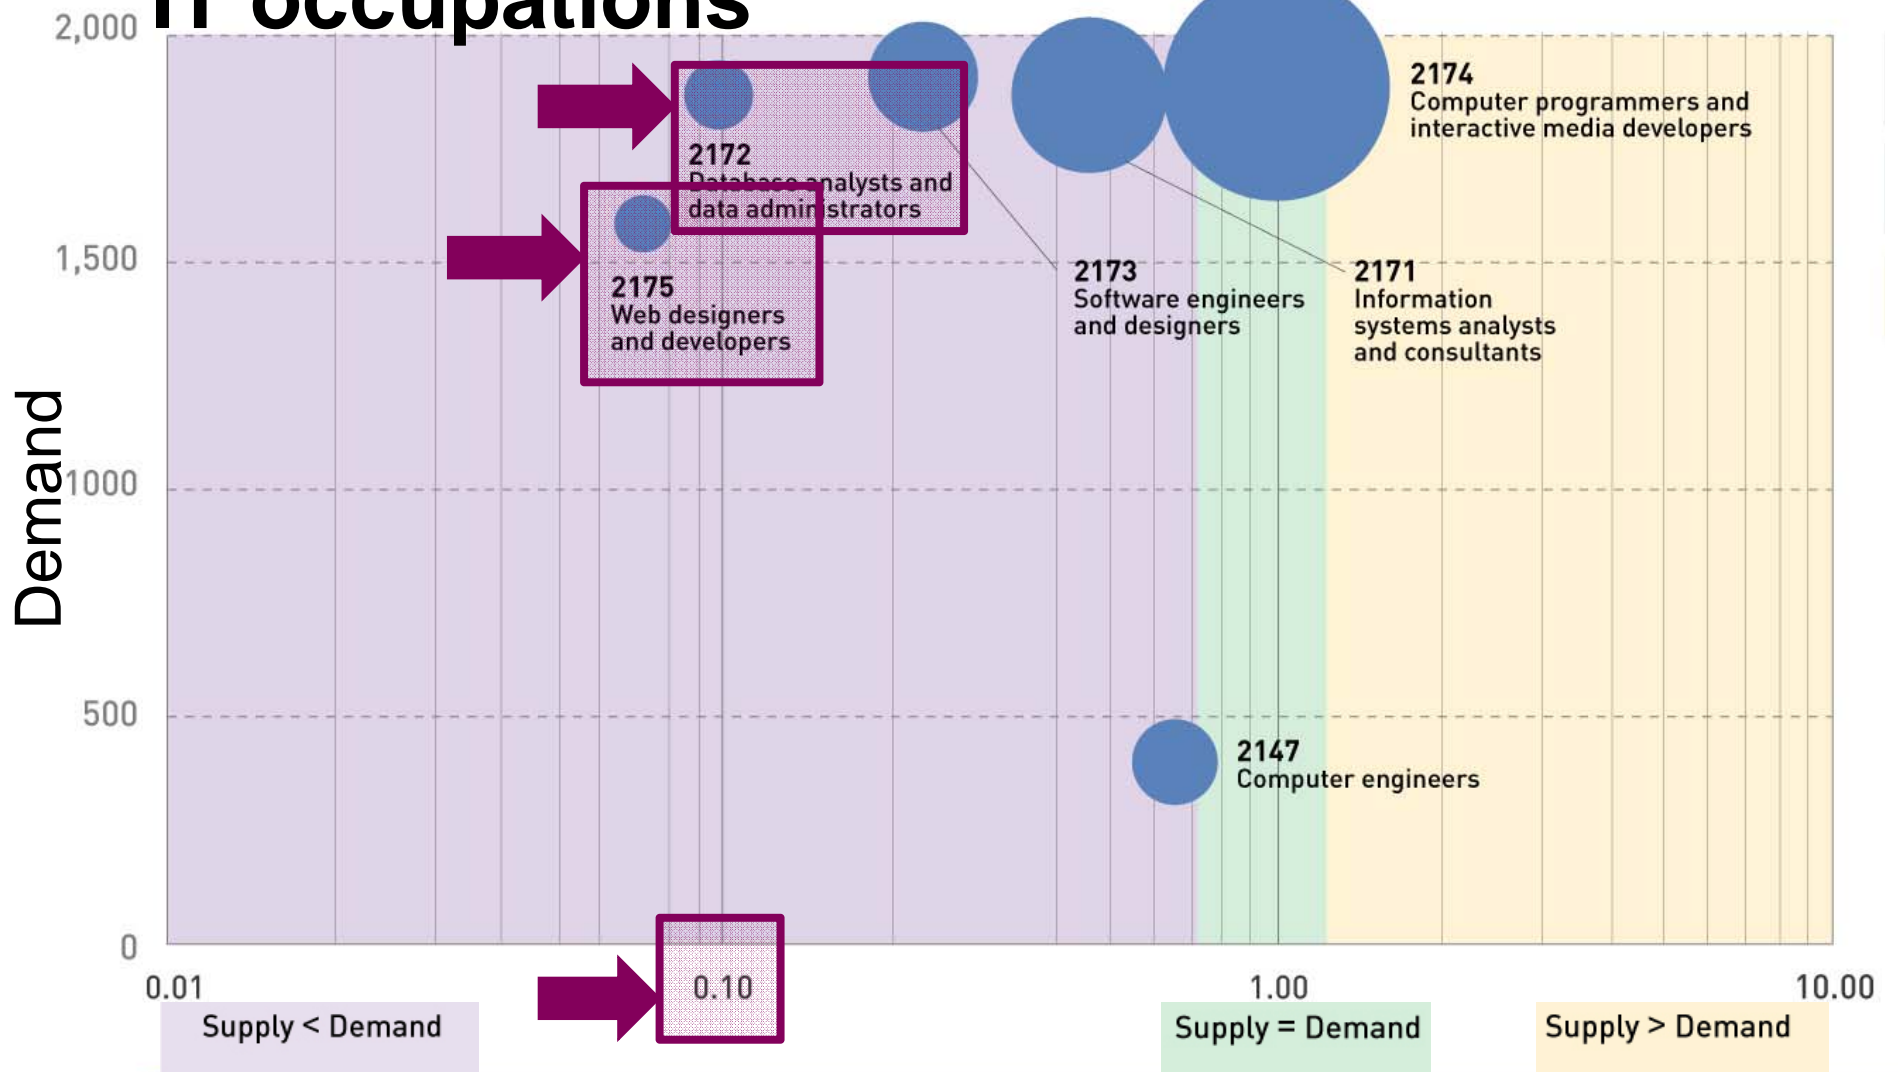 IT occupations
2,000
2174
Computer programmers and
interactive media developers
2172
Database analysts and
data administrators
1,500
2175
Web designers
and developers
2173
Software engineers
and designers
2171
Information
systems analysts
and consultants
Demand
1000
500
2147
Computer engineers
0
0.01
0.10
1.00
10.00
Supply < Demand
Supply = Demand
Supply > Demand